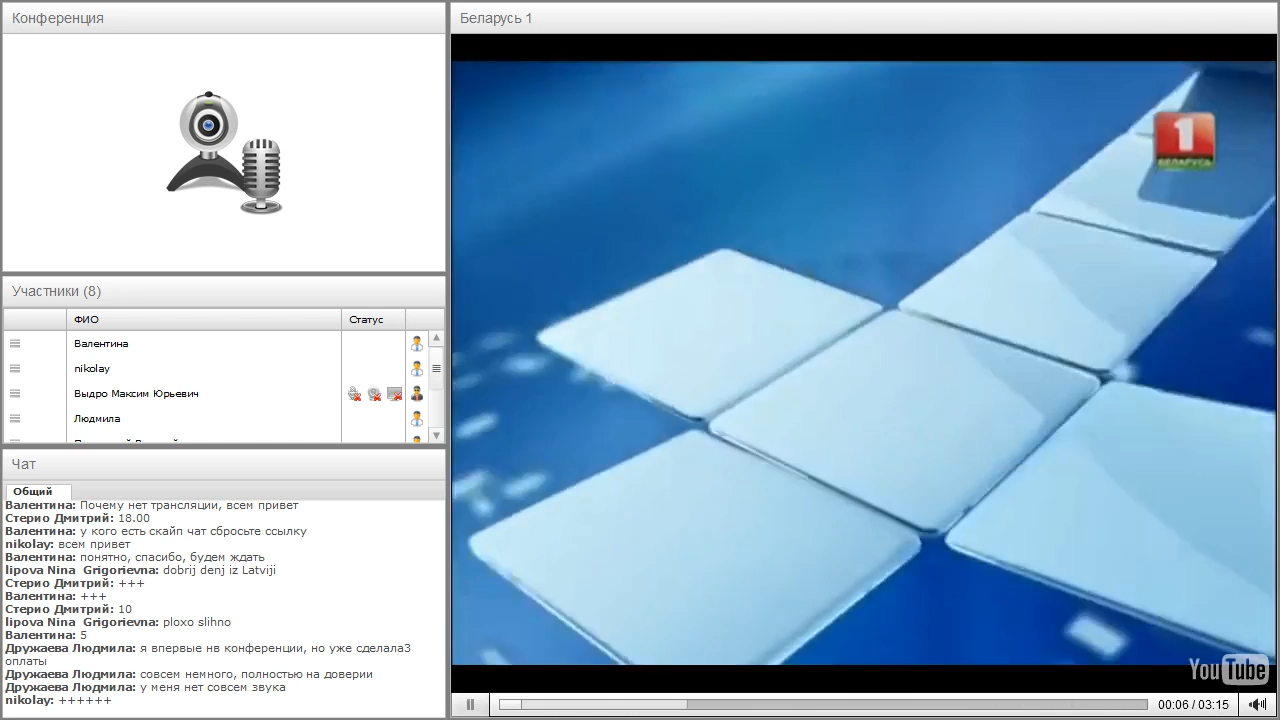 Конференция
Участники (8)
ФИО Статус
Валентина
nikolay
Выдро Максим Юрьевич
Людмила
Чат
Общий
Валентина: Почему нет трансляции, всем привет
Стерио Дмитрий: 18.00
Валентина: у кого есть скайп чат сбросьте ссылку
nikolay: всем привет
Валентина: понятно, спасибо, будем ждать
lipova Nina Grigorievna: dobrij denj iz Latviji
Стерио Дмитрий: +++
Валентина: +++
Стерио Дмитрий: 10
lipova Nina Grigorievna: ploxo slihno
Валентина: 5
Дружаева Людмила: я впервые нв конференции, но уже сделала3
оплаты
Дружаева Людмила: совсем немного, полностью на доверии
Дружаева Людмила: у меня нет совсем звука
nikolay: ++++++
Беларусь 1
1
БЕЛАРУСЬ
YouTube
00:06 / 03:15